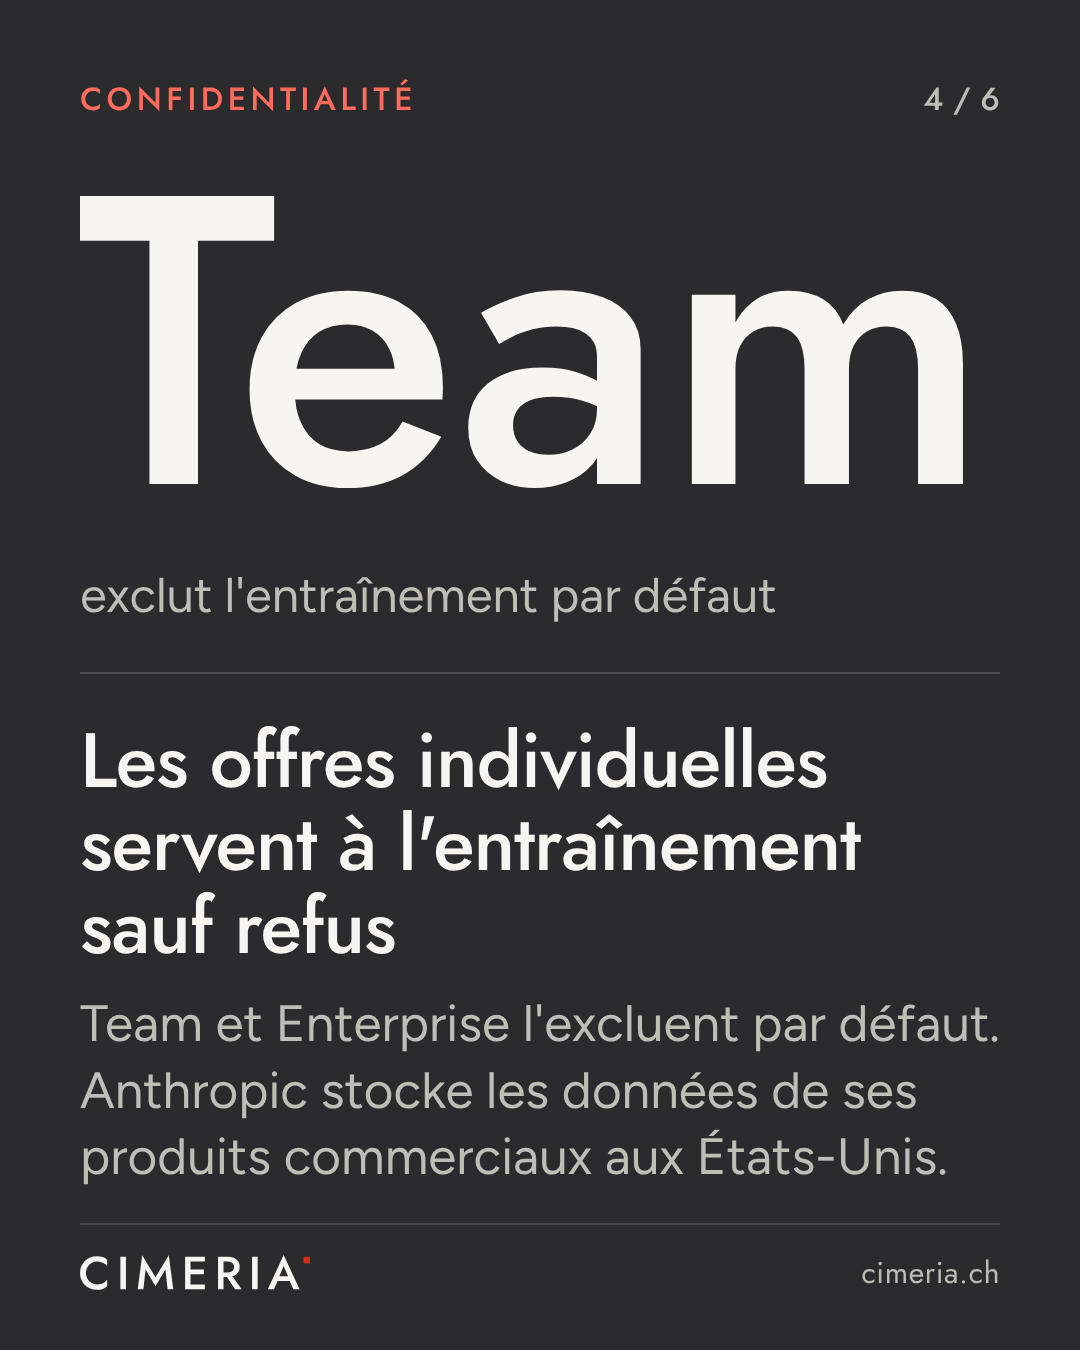 CONFIDENTIALITÉ
4 / 6
Team
exclut l'entraînement par défaut
Les offres individuelles
servent à l'entraînement
sauf refus
Team et Enterprise l'excluent par défaut.
Anthropic stocke les données de ses
produits commerciaux aux États-Unis.
CIMERIA
cimeria.ch